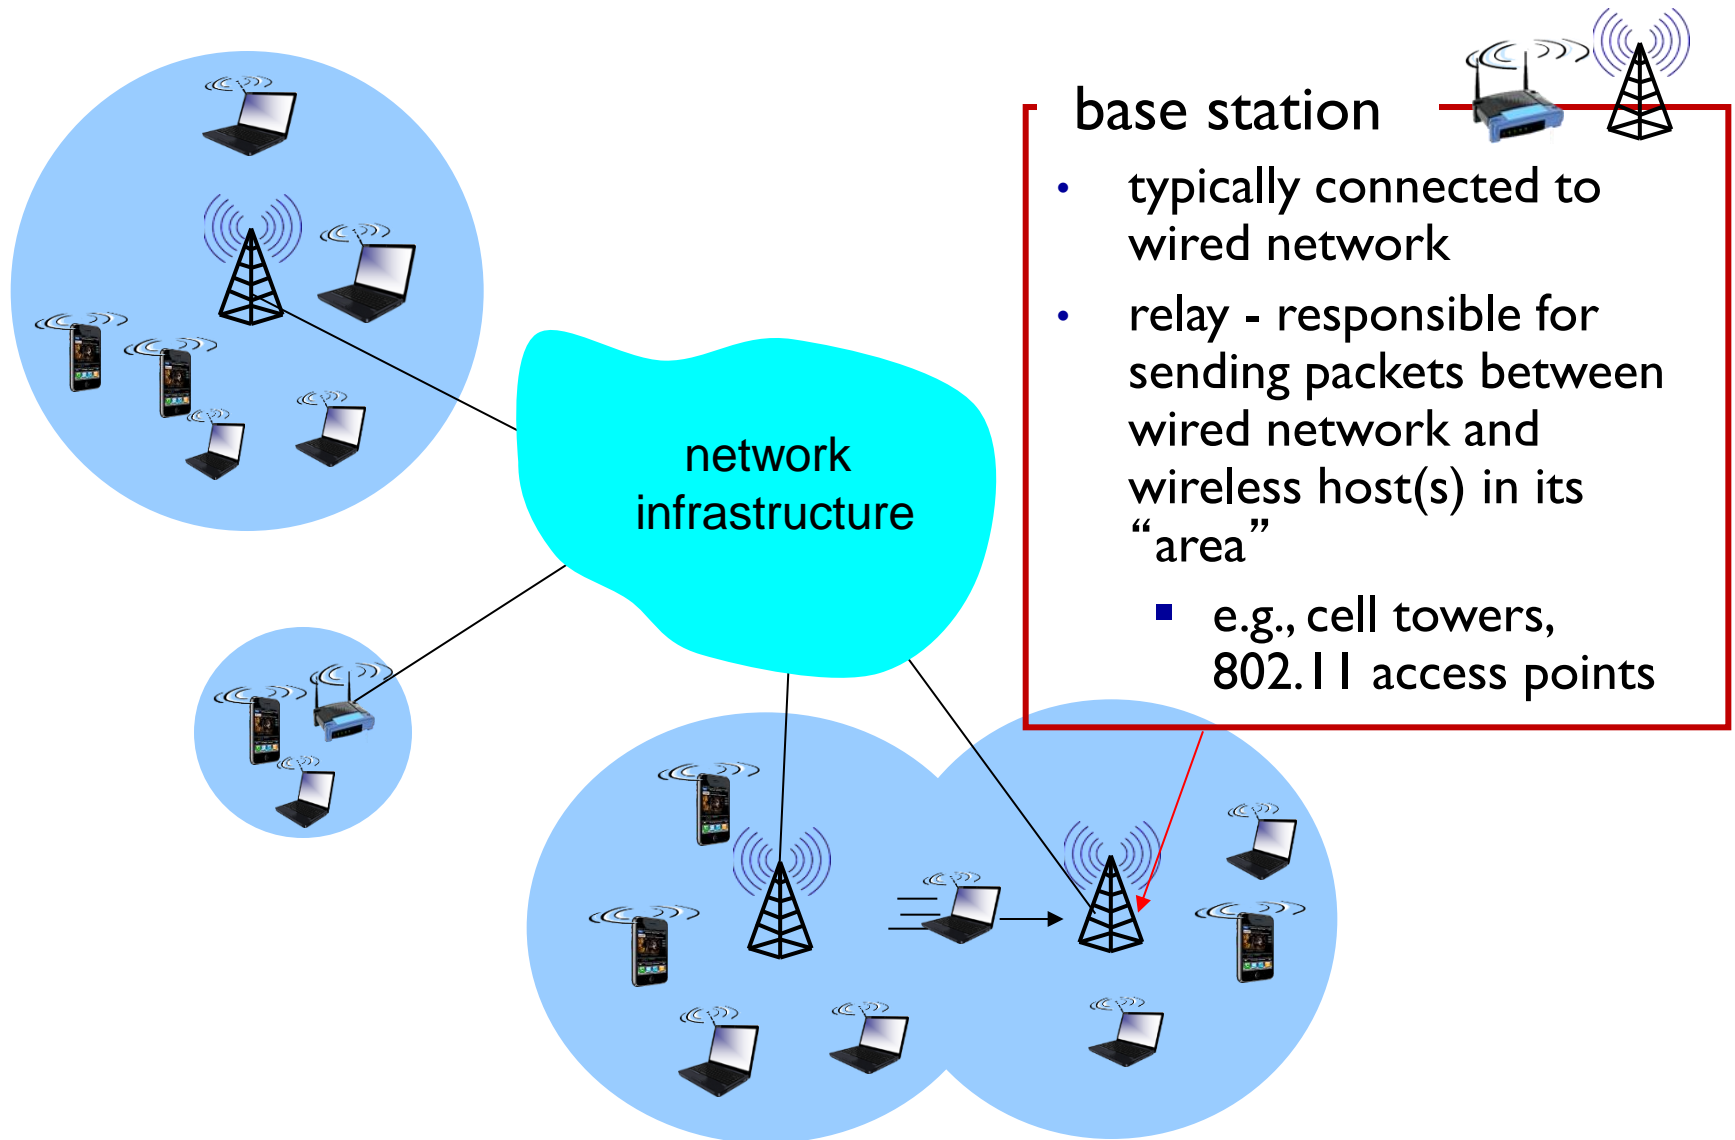 base station
• typically connected to
wired network
• relay - responsible for
sending packets between
wired network and
wireless host(s) in its
“area”
▪ e.g., cell towers,
802.11 access points
network
infrastructure